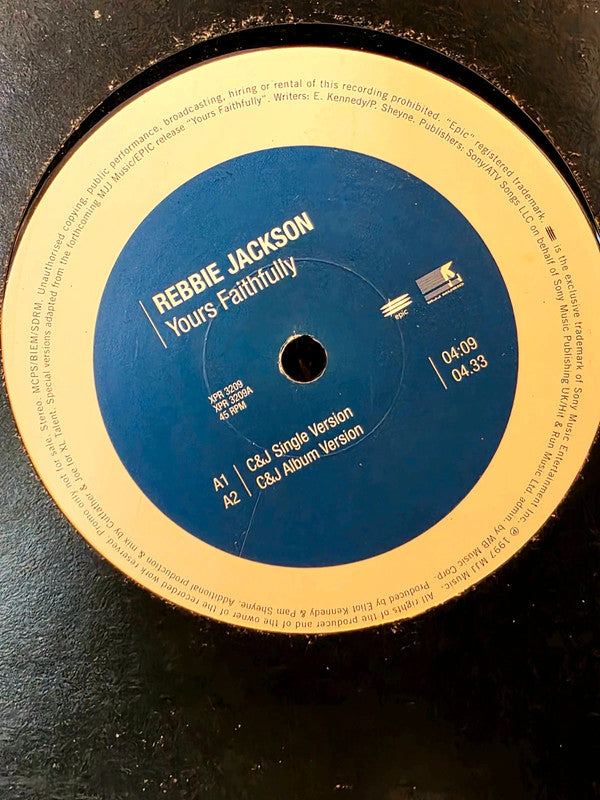 REBBIE JACKSON
Yours Faithfully
epic
XPR 3209
XPR 3209A
45 RPM
04:09
04.33
A1 C&J Single Version
A2 C&J Album Version
Unauthorised copying, public performance, broadcasting, hiring or rental of this recording prohibited. "Epic" registered trademark. is the exclusive trademark of Sony Music Entertainment Inc. ℗ 1997 MJJ Music. All rights of the producer and of the owner of the recorded work reserved. Promo only not for sale. Stereo. MCPS/BIEM/SDRM.
Special versions adapted from the forthcoming MJJ Music/EPIC release "Yours Faithfully". Writers: E. Kennedy/P. Sheyne. Publishers: Sony/ATV Songs LLC on behalf of Sony Music Publishing UK/Hit & Run Music Ltd. admn. by WB Music Corp. Produced by Eliot Kennedy & Pam Sheyne. Additional production & mix by Cutfather & Joe for XL Talent.